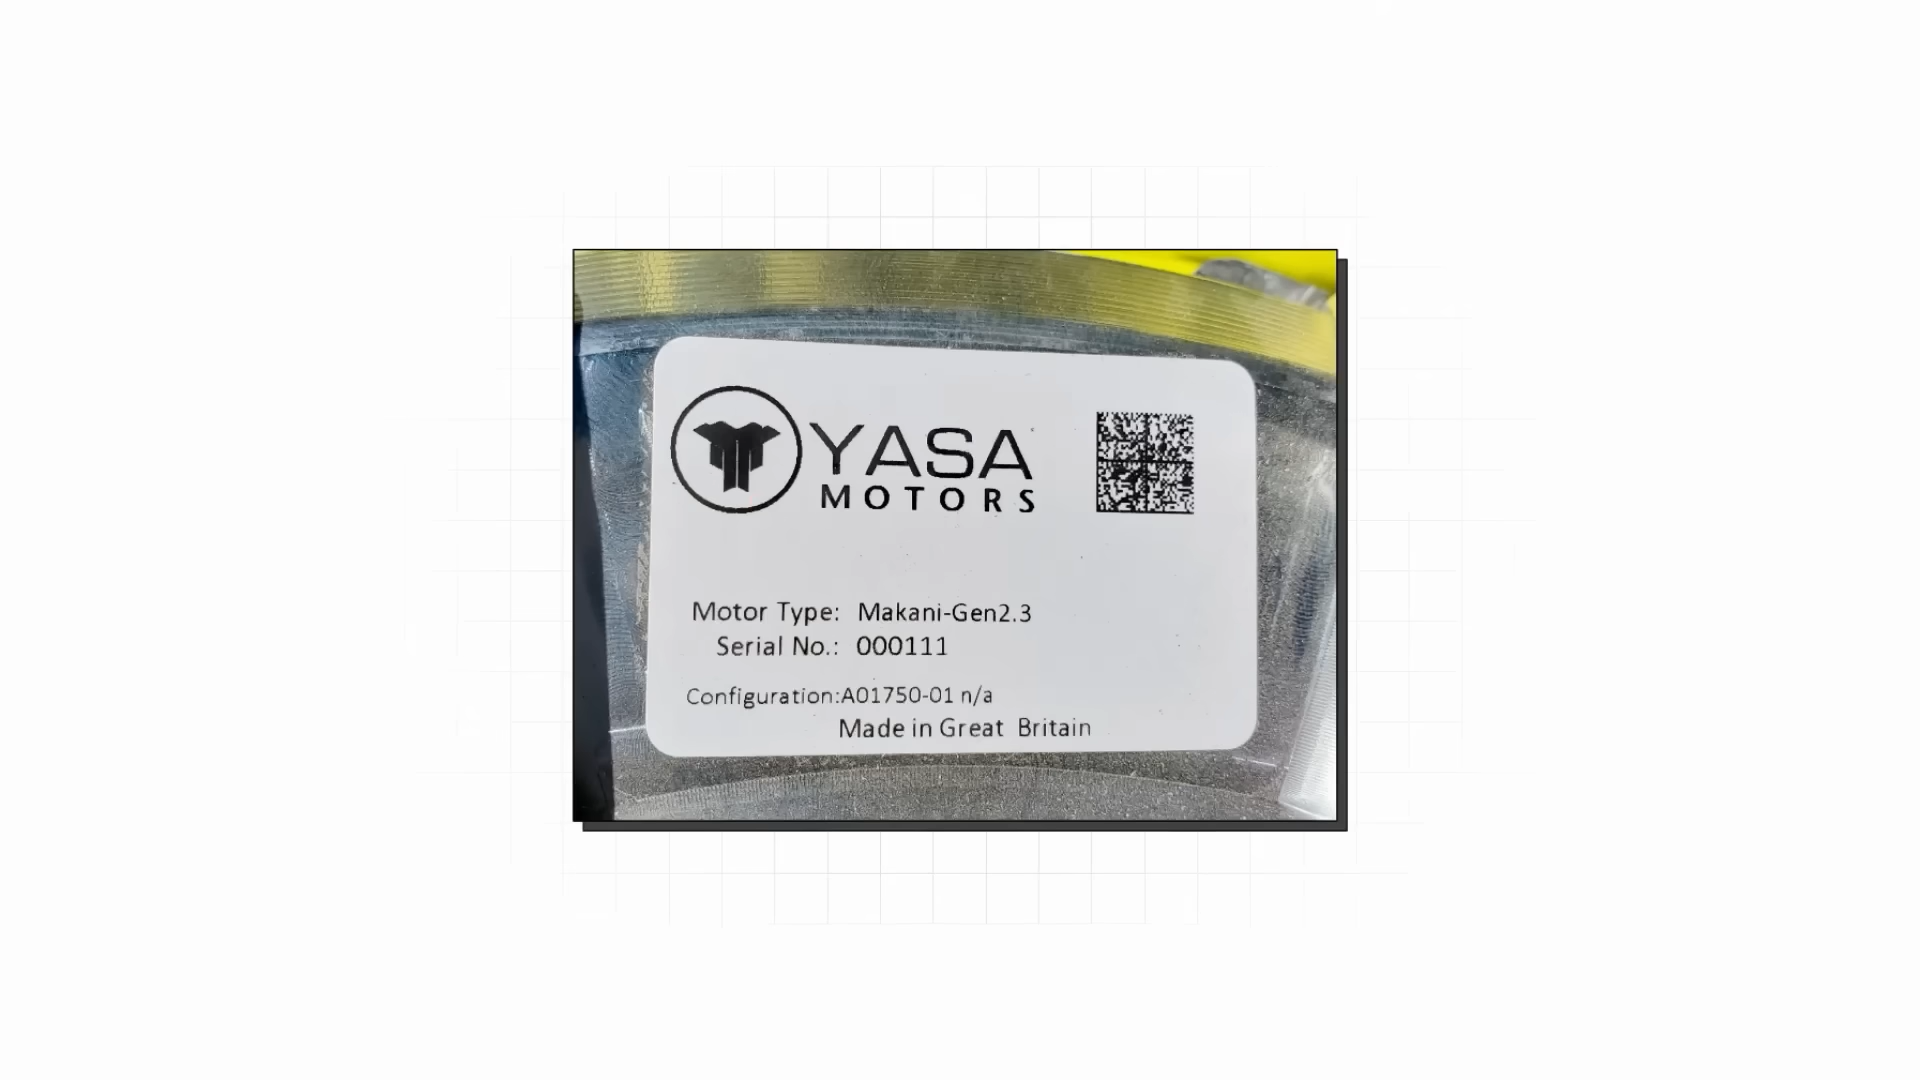 YASA
MOTORS
Motor Type: Makani-Gen2.3
Serial No.: 000111
Configuration:A01750-01 n/a
Made in Great Britain